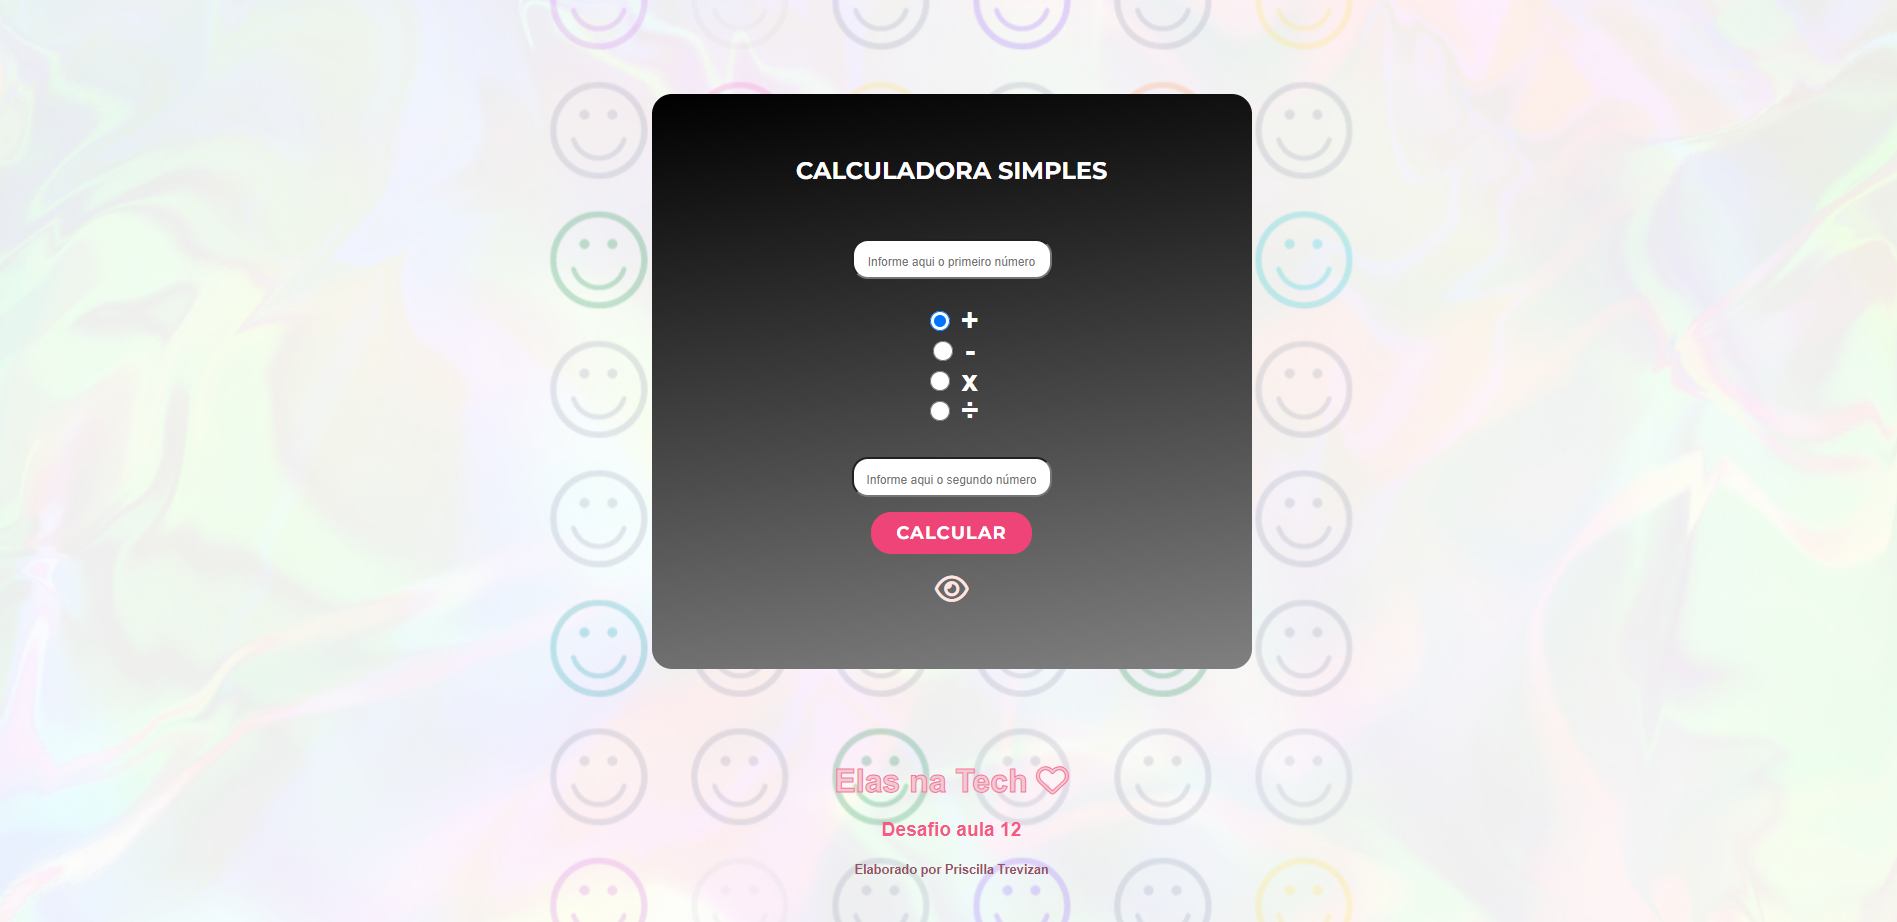 CALCULADORA SIMPLES
Informe aqui o primeiro número
+
-
x
÷
Informe aqui o segundo número
CALCULAR
Elas na Tech
Desafio aula 12
Elaborado por Priscilla Trevizan